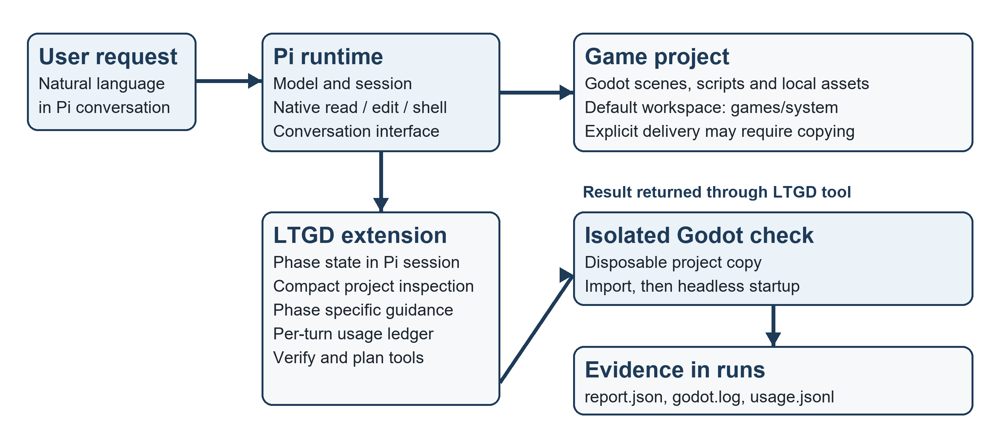 User request
Natural language
in Pi conversation
Pi runtime
Model and session
Native read / edit / shell
Conversation interface
Game project
Godot scenes, scripts and local assets
Default workspace: games/system
Explicit delivery may require copying
LTGD extension
Phase state in Pi session
Compact project inspection
Phase specific guidance
Per-turn usage ledger
Verify and plan tools
Result returned through LTGD tool
Isolated Godot check
Disposable project copy
Import, then headless startup
Evidence in runs
report.json, godot.log, usage.jsonl